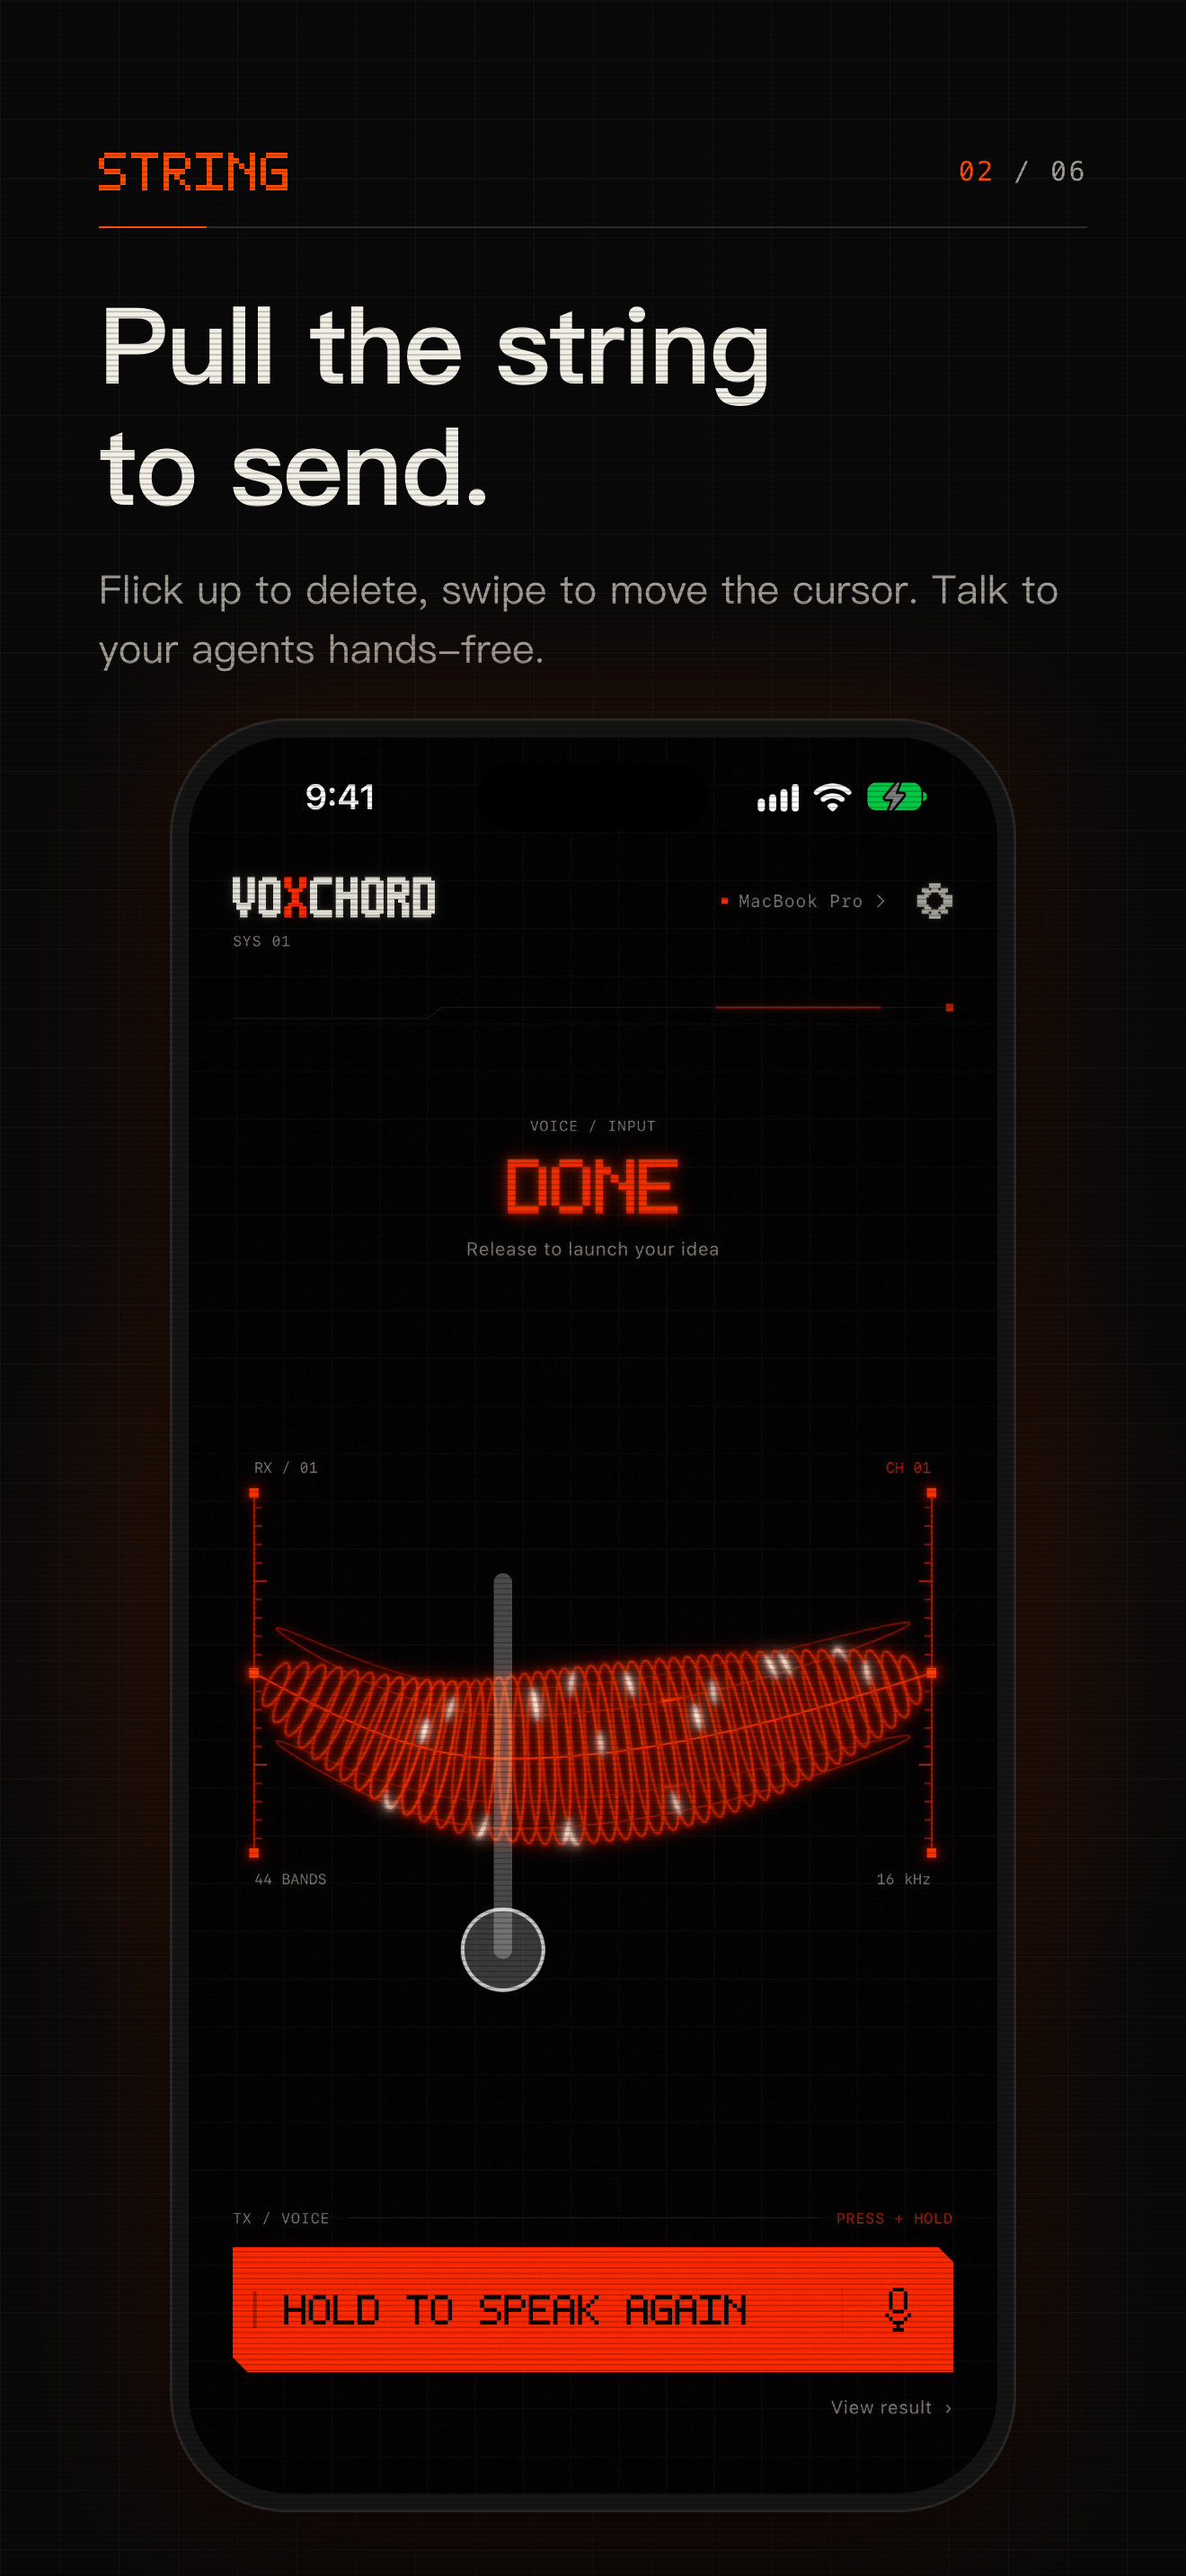 STRING
02 / 06
Pull the string
to send.
Flick up to delete, swipe to move the cursor. Talk to
your agents hands-free.
9:41
VOXCHORD
MacBook Pro >
SYS 01
VOICE / INPUT
DONE
Release to launch your idea
RX / 01
CH 01
44 BANDS
16 kHz
TX / VOICE
PRESS + HOLD
HOLD TO SPEAK AGAIN
View result ›